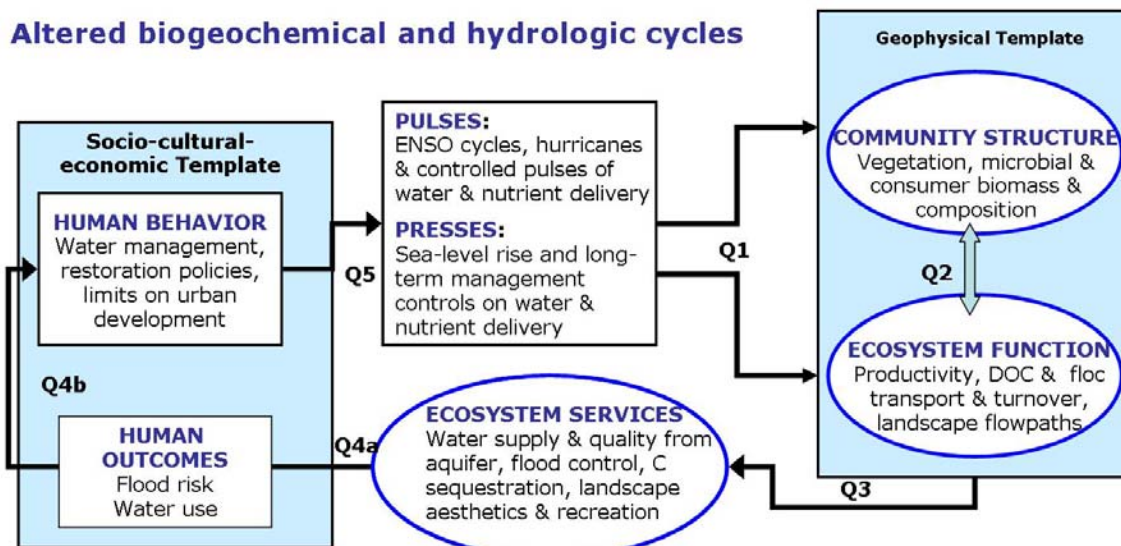 Altered biogeochemical and hydrologic cycles
Geophysical Template
COMMUNITY STRUCTURE
Vegetation, microbial &
consumer biomass &
composition
Q2
ECOSYSTEM FUNCTION
Productivity, DOC & floc
transport & turnover,
landscape flowpaths
Socio-cultural-
economic Template
HUMAN BEHAVIOR
Water management,
restoration policies,
limits on urban
development
Q5
PULSES:
ENSO cycles, hurricanes
& controlled pulses of
water & nutrient delivery
PRESSES:
Sea-level rise and long-
term management
controls on water &
nutrient delivery
Q1
Q4b
HUMAN
OUTCOMES
Flood risk
Water use
Q4a
ECOSYSTEM SERVICES
Water supply & quality from
aquifer, flood control, C
sequestration, landscape
aesthetics & recreation
Q3